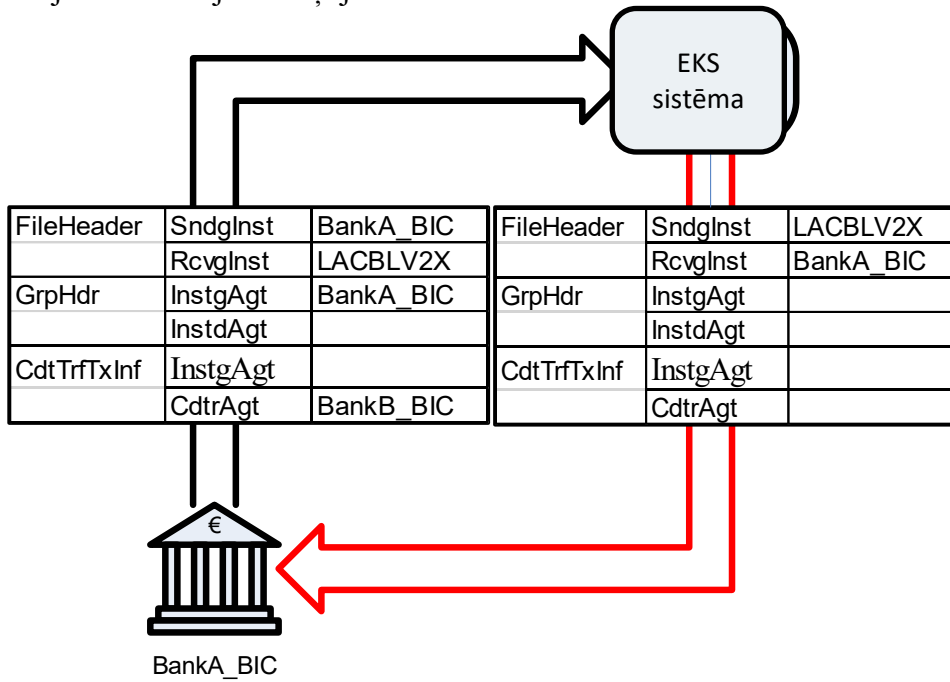 EKS
sistēma
FileHeader SndgInst BankA_BIC
RcvgInst LACBLV2X
GrpHdr InstgAgt BankA_BIC
InstdAgt
CdtTrfTxInf InstgAgt
CdtrAgt BankB_BIC
FileHeader SndgInst LACBLV2X
RcvgInst BankA_BIC
GrpHdr InstgAgt
InstdAgt
CdtTrfTxInf InstgAgt
CdtrAgt
€
BankA_BIC